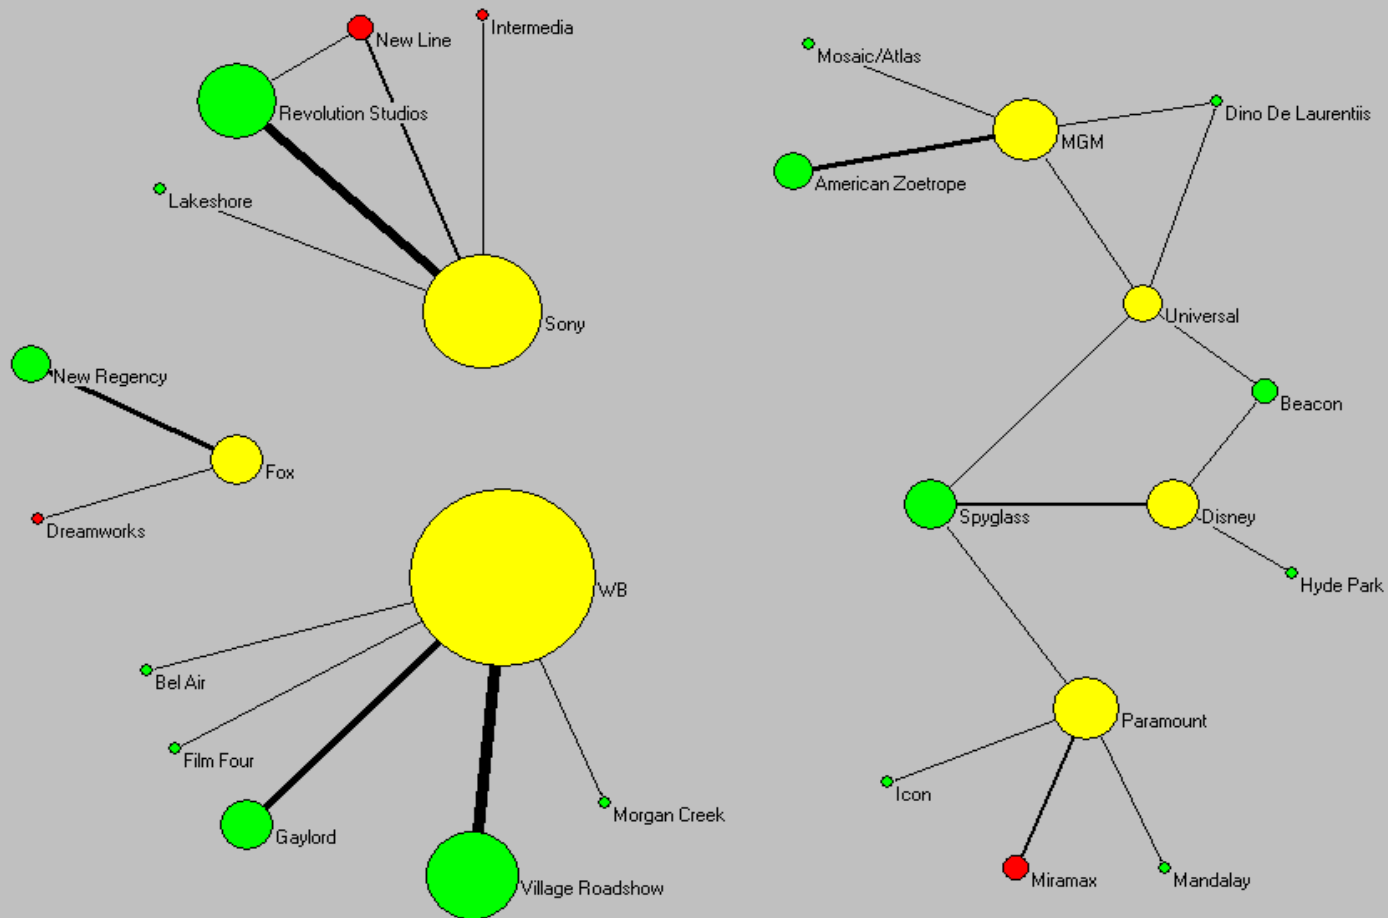 Intermedia
New Line
Mosaic/Atlas
Revolution Studios
Dino De Laurentiis
MGM
American Zoetrope
Lakeshore
Universal
Sony
New Regency
Beacon
Fox
Spyglass
Disney
Dreamworks
Hyde Park
WB
Bel Air
Paramount
Film Four
Icon
Morgan Creek
Gaylord
Miramax
Mandalay
Village Roadshow